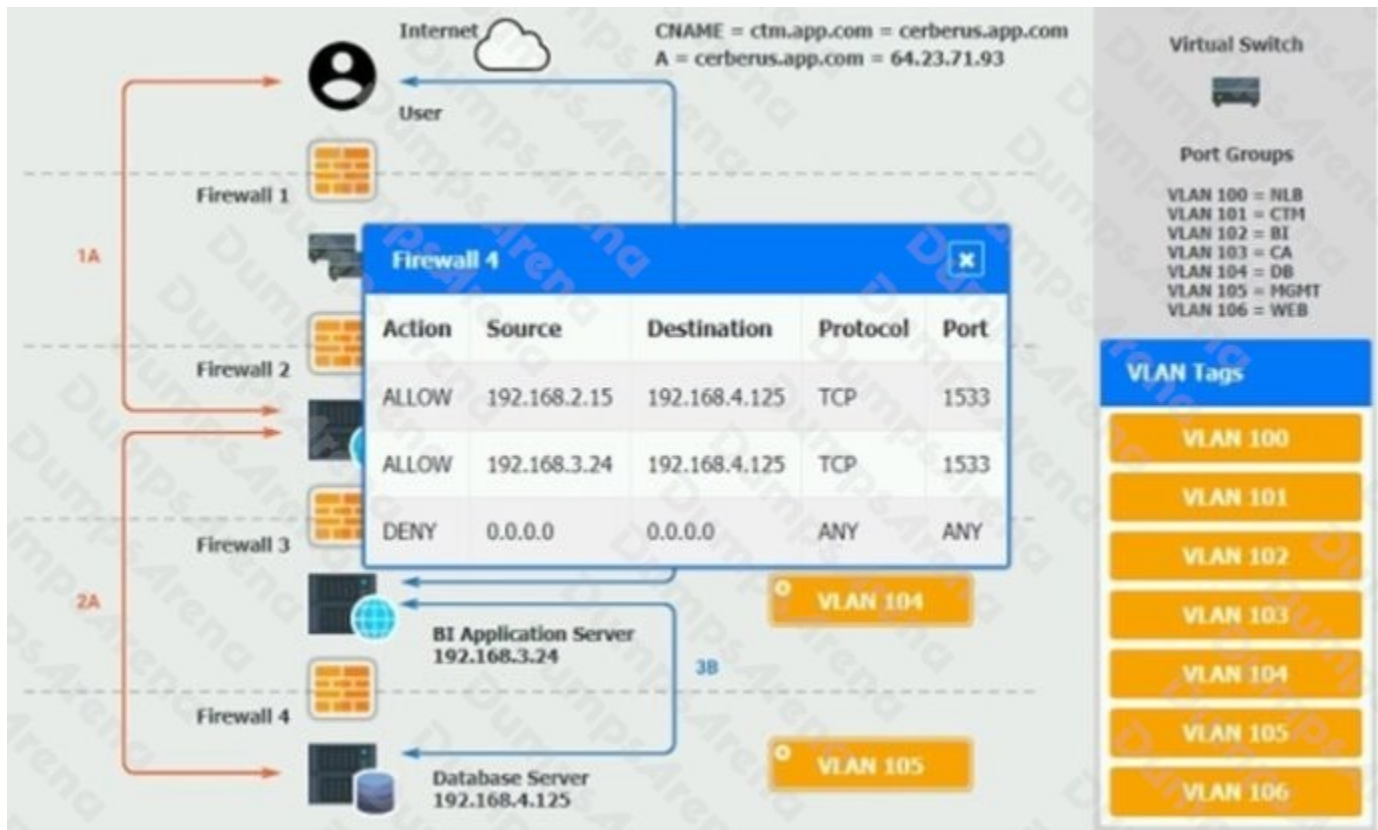 Internet
CNAME = ctm.app.com = cerberus.app.com
A = cerberus.app.com = 64.23.71.93
User
Firewall 1
1A
Firewall 2
Firewall 4
Action Source Destination Protocol Port
ALLOW 192.168.2.15 192.168.4.125 TCP 1533
ALLOW 192.168.3.24 192.168.4.125 TCP 1533
DENY 0.0.0.0 0.0.0.0 ANY ANY
Firewall 3
2A
BI Application Server
192.168.3.24
VLAN 104
3B
Firewall 4
Database Server
192.168.4.125
VLAN 105
Virtual Switch
Port Groups
VLAN 100 = NLB
VLAN 101 = CTM
VLAN 102 = BI
VLAN 103 = CA
VLAN 104 = DB
VLAN 105 = MGMT
VLAN 106 = WEB
VLAN Tags
VLAN 100
VLAN 101
VLAN 102
VLAN 103
VLAN 104
VLAN 105
VLAN 106
DumpsArena